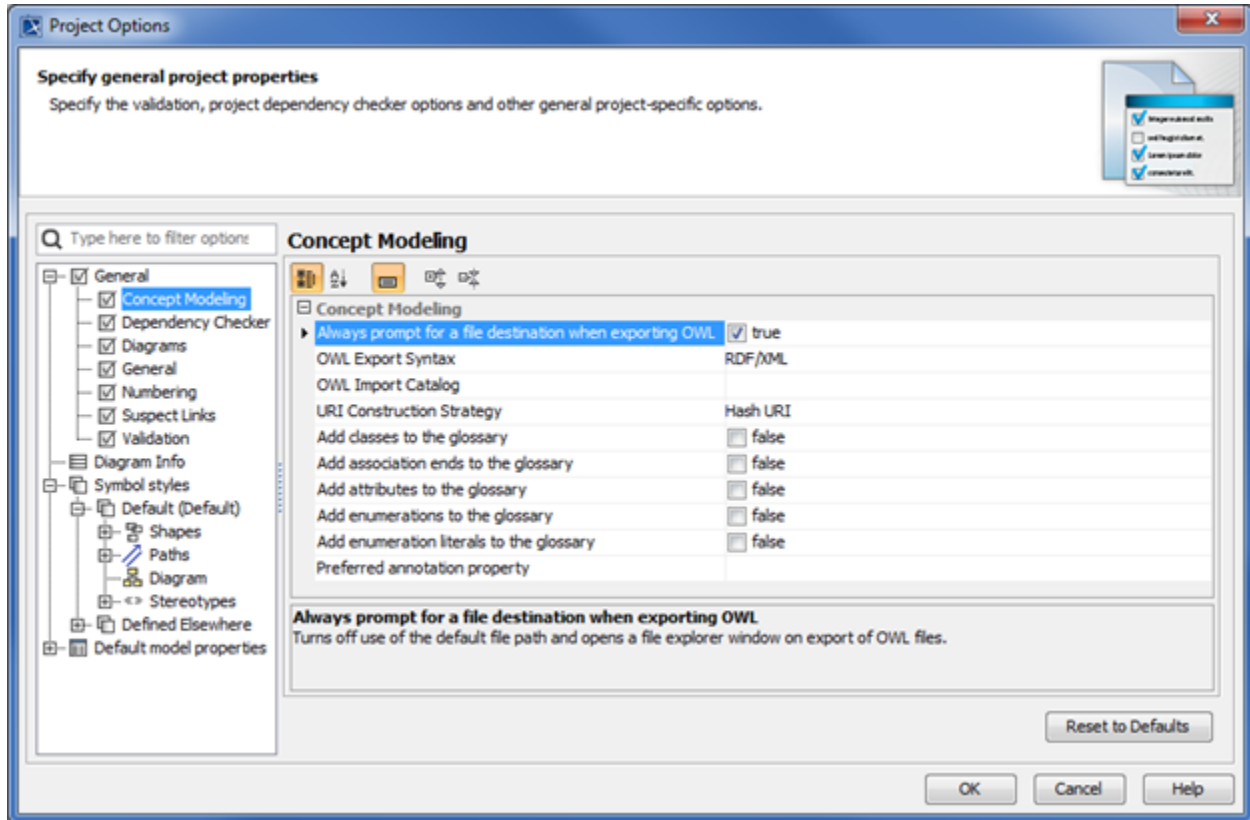 Project Options
Specify general project properties
Specify the validation, project dependency checker options and other general project-specific options.
Type here to filter options
Concept Modeling
General
Concept Modeling
Dependency Checker
Diagrams
General
Numbering
Suspect Links
Validation
Diagram Info
Symbol styles
Default (Default)
Shapes
Paths
Diagram
Stereotypes
Defined Elsewhere
Default model properties
Concept Modeling
Always prompt for a file destination when exporting OWL true
OWL Export Syntax RDF/XML
OWL Import Catalog
URI Construction Strategy Hash URI
Add classes to the glossary false
Add association ends to the glossary false
Add attributes to the glossary false
Add enumerations to the glossary false
Add enumeration literals to the glossary false
Preferred annotation property
Always prompt for a file destination when exporting OWL
Turns off use of the default file path and opens a file explorer window on export of OWL files.
Reset to Defaults
OK Cancel Help